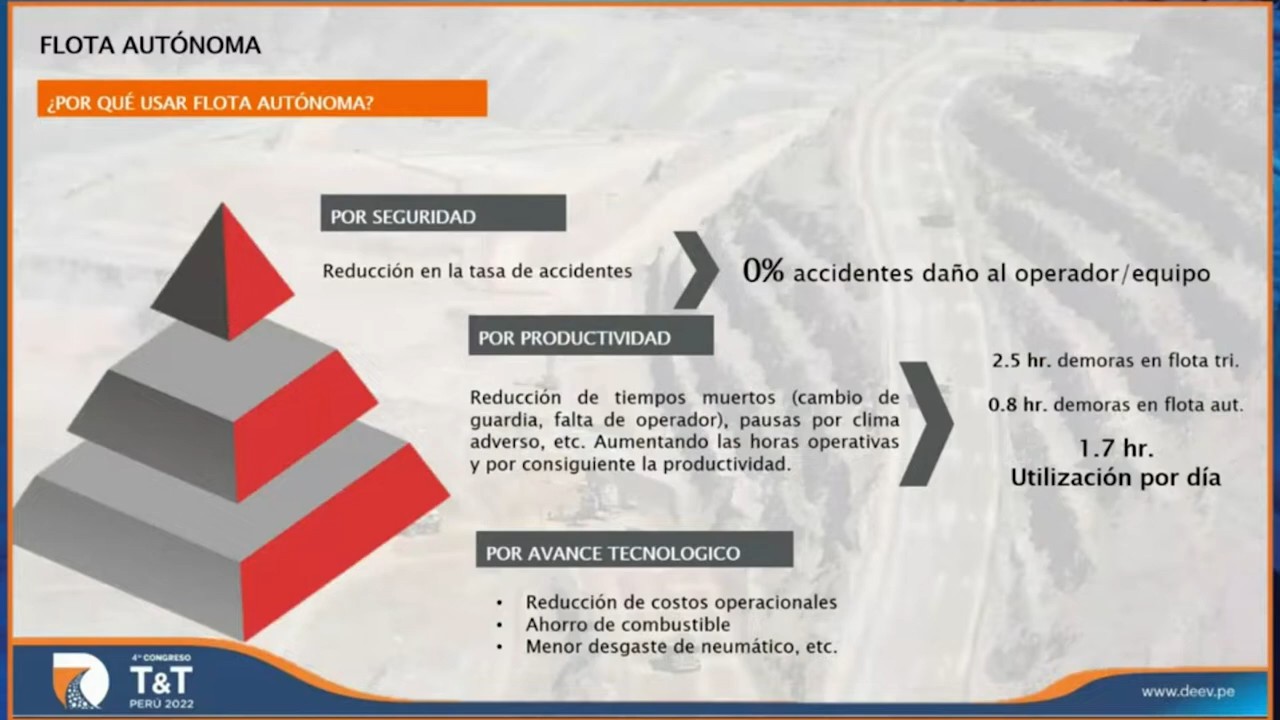 FLOTA AUTÓNOMA
¿POR QUÉ USAR FLOTA AUTÓNOMA?
POR SEGURIDAD
Reducción en la tasa de accidentes
0% accidentes daño al operador/equipo
POR PRODUCTIVIDAD
Reducción de tiempos muertos (cambio de
guardia, falta de operador), pausas por clima
adverso, etc. Aumentando las horas operativas
y por consiguiente la productividad.
2.5 hr. demoras en flota tri.
0.8 hr. demoras en flota aut.
1.7 hr.
Utilización por día
POR AVANCE TECNOLOGICO
• Reducción de costos operacionales
• Ahorro de combustible
• Menor desgaste de neumático, etc.
4° CONGRESO
T&T
PERÚ 2022
www.deev.pe